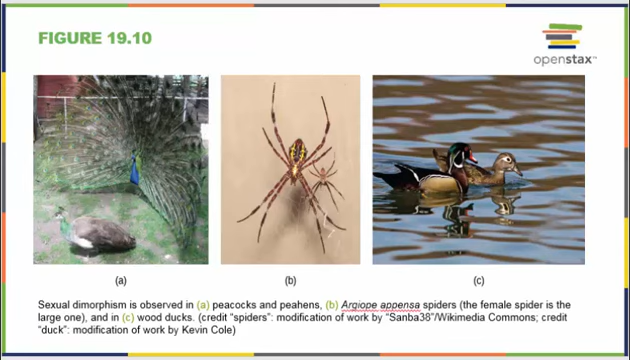 FIGURE 19.10
openstax™
(a)
(b)
(c)
Sexual dimorphism is observed in (a) peacocks and peahens, (b) Argiope appensa spiders (the female spider is the
large one), and in (c) wood ducks. (credit “spiders”: modification of work by “Sanba38”/Wikimedia Commons; credit
“duck”: modification of work by Kevin Cole)